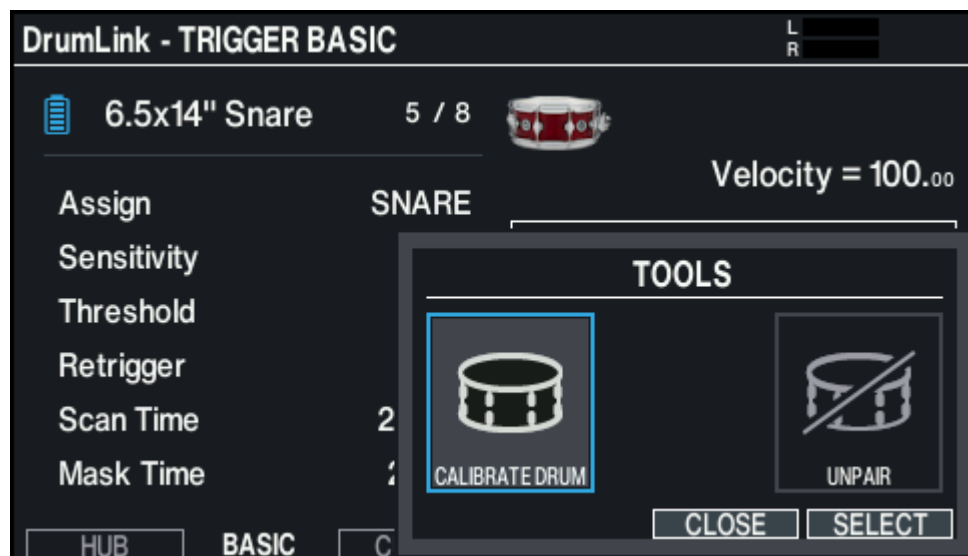 DrumLink - TRIGGER BASIC
L
R
6.5x14" Snare 5 / 8
Velocity = 100.00
Assign SNARE
Sensitivity
Threshold
Retrigger
Scan Time 2
Mask Time
TOOLS
CALIBRATE DRUM UNPAIR
CLOSE SELECT
HUB BASIC C